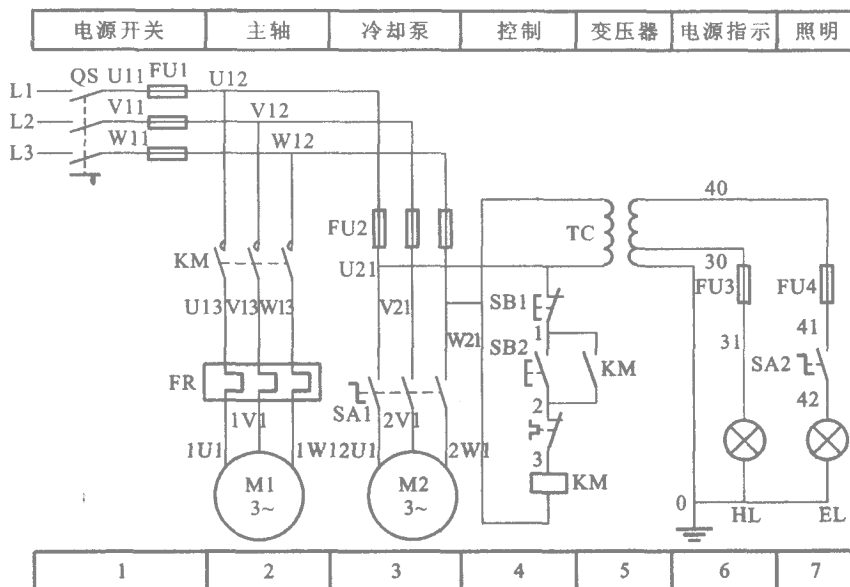 电源开关 主轴 冷却泵 控制 变压器 电源指示 照明
QS U11 FU1 U12
L1
V11 V12
L2
W11 W12
L3
40
FU2 TC
KM
U21 30
FU3 FU4
SB1
U13 V13 W13 V21
1 31 41
W21 SB2
KM SA2
FR
SA1 2 42
1V1 2V1
1U1 1W1 2U1 2W1 3
M1 M2 KM
3~ 3~
0
HL EL
1 2 3 4 5 6 7